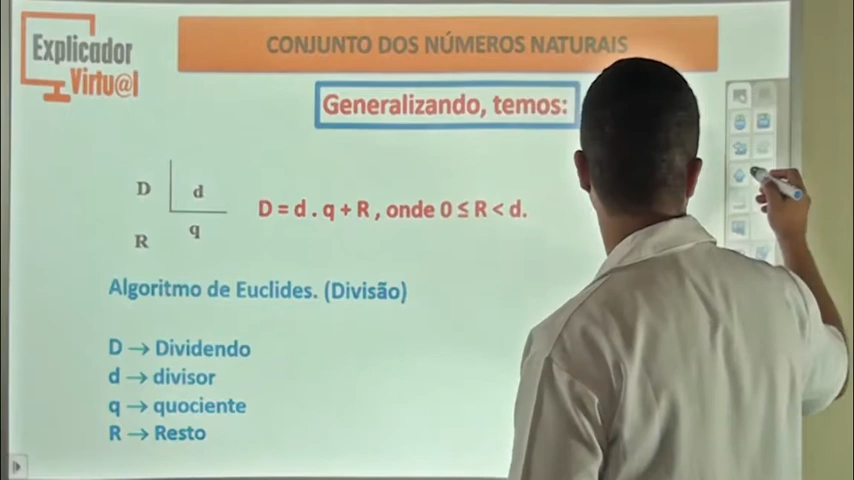 Explicador
Virtu@l
CONJUNTO DOS NÚMEROS NATURAIS
Generalizando, temos:
D d
R q
D = d . q + R , onde 0 ≤ R < d.
Algoritmo de Euclides. (Divisão)
D → Dividendo
d → divisor
q → quociente
R → Resto